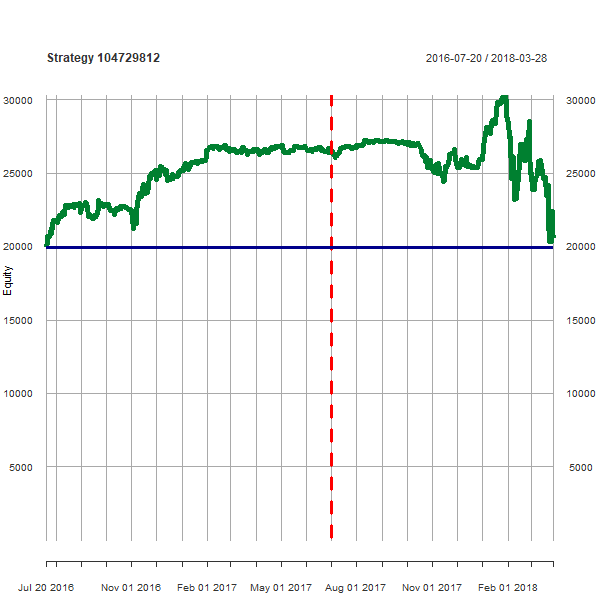 Strategy 104729812
2016-07-20 / 2018-03-28
30000
30000
25000
25000
20000
20000
Equity
15000
15000
10000
10000
5000
5000
Jul 20 2016
Nov 01 2016
Feb 01 2017
May 01 2017
Aug 01 2017
Nov 01 2017
Feb 01 2018